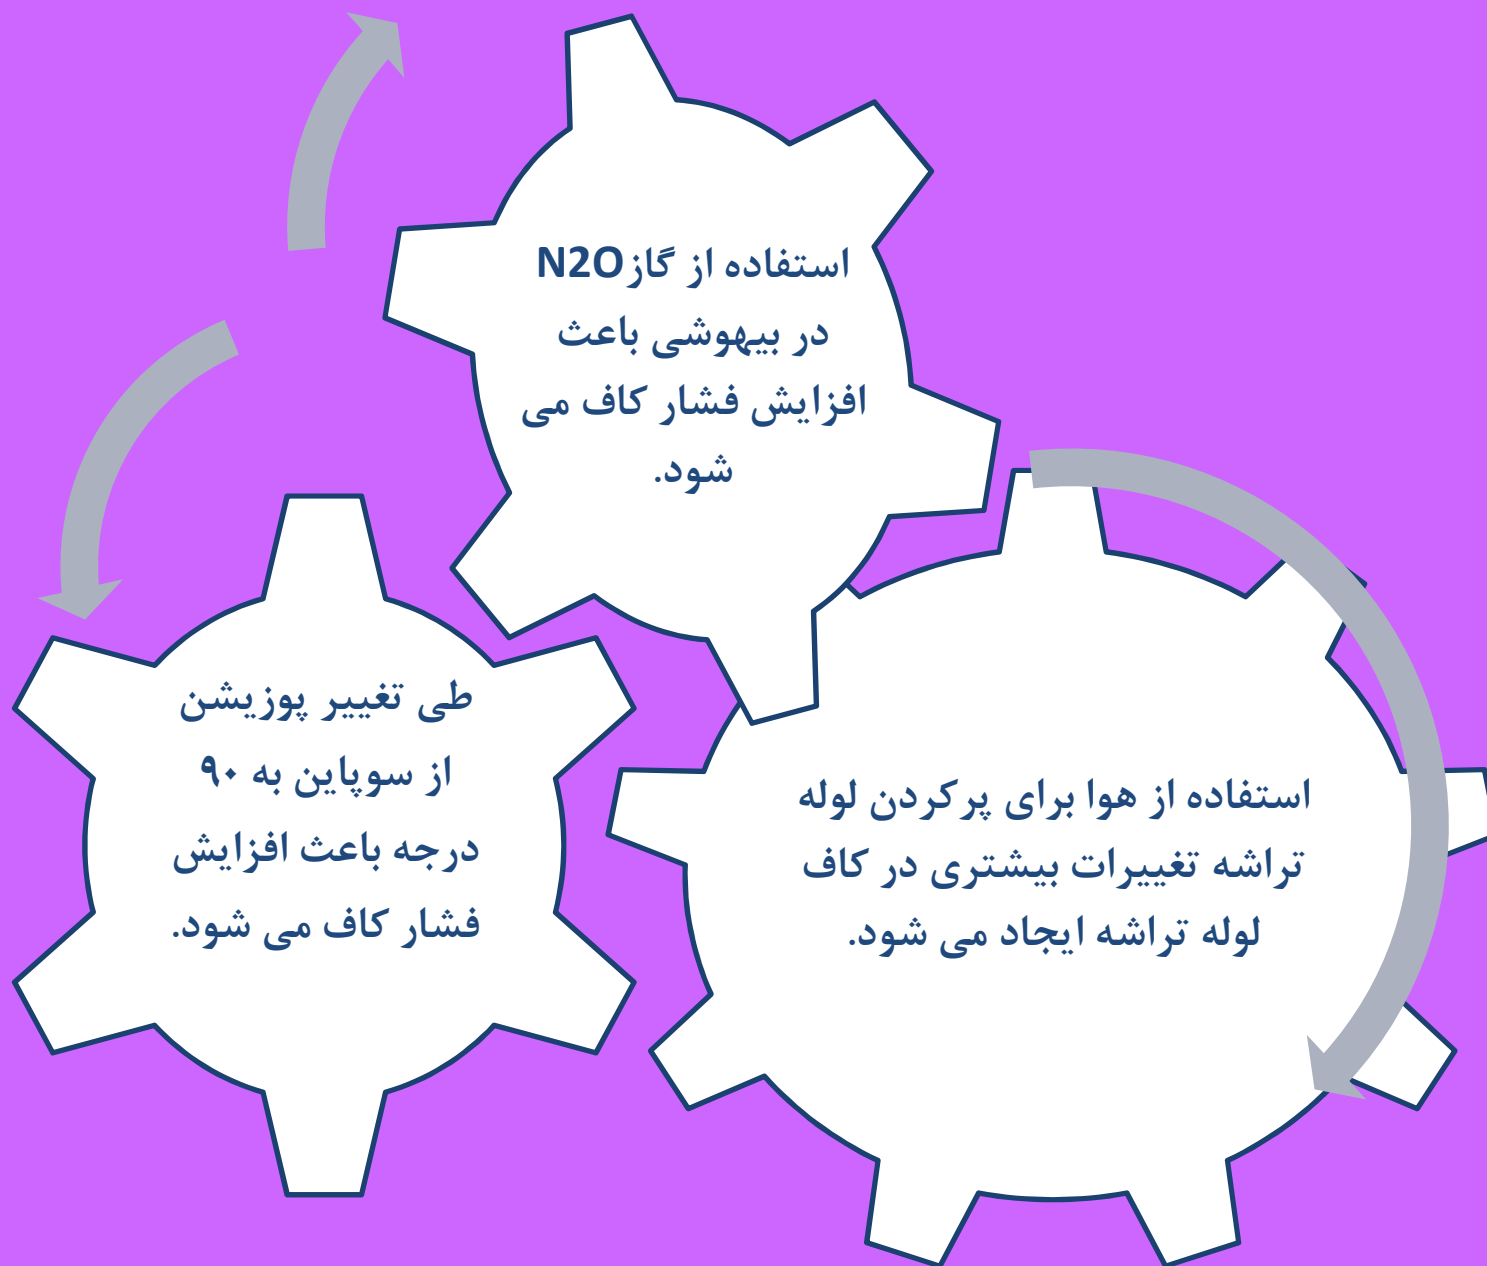 استفاده از گاز N2O
در بیهوشی باعث
افزایش فشار کاف می
شود.
طی تغییر پوزیشن
از سوپاین به ۹۰
درجه باعث افزایش
فشار کاف می شود.
استفاده از هوا برای پرکردن لوله
تراشه تغییرات بیشتری در کاف
لوله تراشه ایجاد می شود.